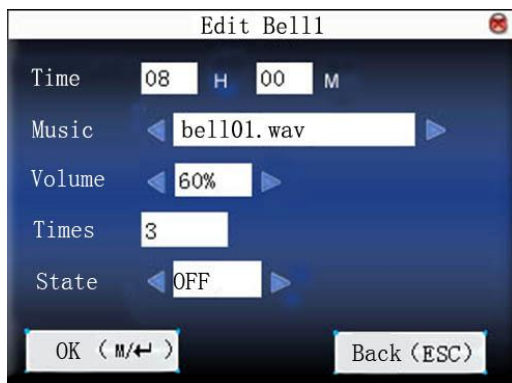 Edit Bell1
Time 08 H 00 M
Music bell01.wav
Volume 60%
Times 3
State OFF
OK (M/↵) Back(ESC)